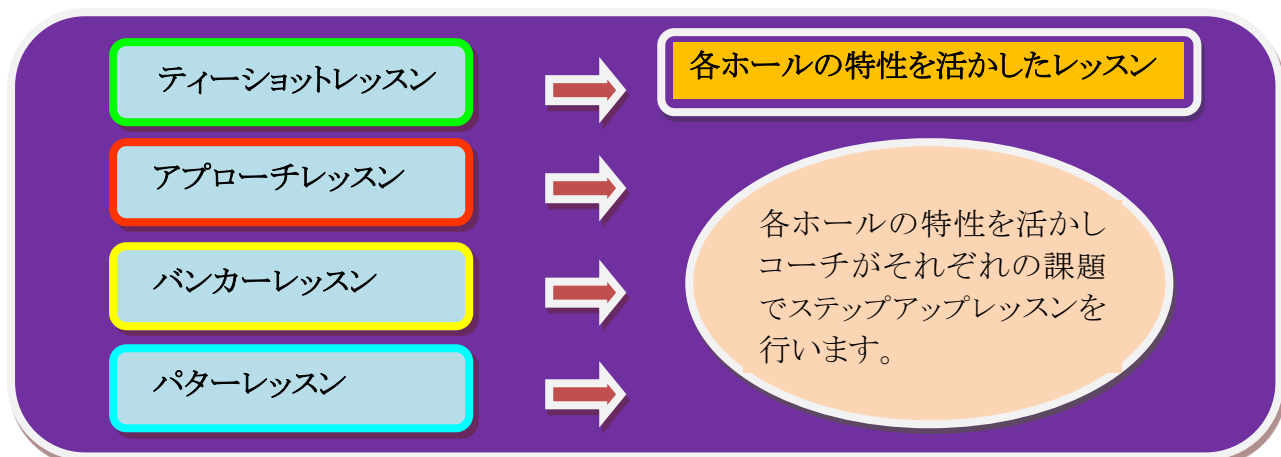 ティーショットレッスン
アプローチレッスン
バンカーレッスン
パターレッスン
各ホールの特性を活かしたレッスン
各ホールの特性を活かし
コーチがそれぞれの課題
でステップアップレッスンを
行います。